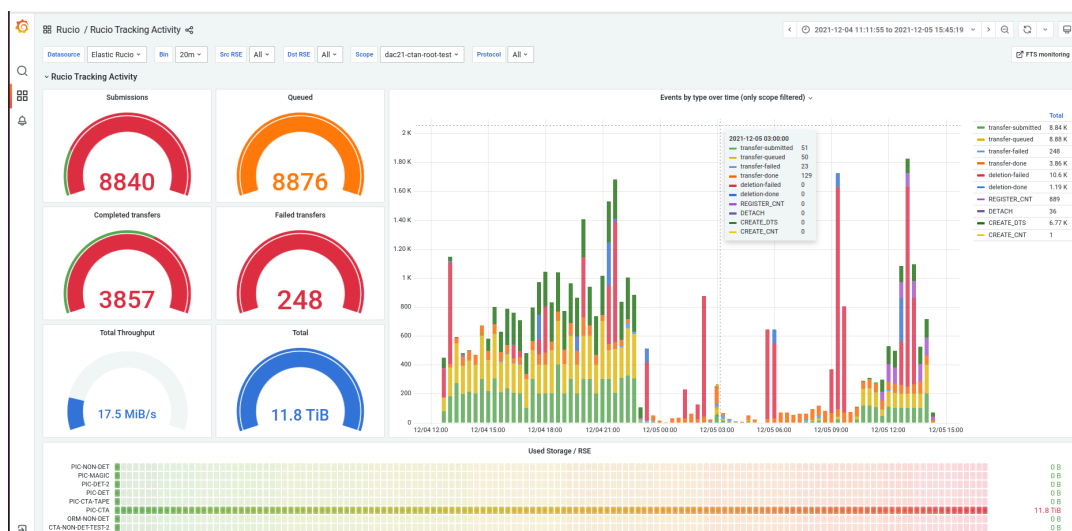 Rucio / Rucio Tracking Activity
2021-12-04 11:11:55 to 2021-12-05 15:45:19
Datasource Elastic Rucio Bin 20m Src RSE All Dst RSE All Scope dac21-ctan-root-test Protocol All FTS monitoring
Rucio Tracking Activity
Submissions
8840
Queued
8876
Completed transfers
3857
Failed transfers
248
Total Throughput
17.5 MiB/s
Total
11.8 TiB
Events by type over time (only scope filtered)
2 K
1.80 K
1.60 K
1.40 K
1.20 K
1 K
800
600
400
200
0
12/04 12:00 12/04 15:00 12/04 18:00 12/04 21:00 12/05 00:00 12/05 03:00 12/05 06:00 12/05 09:00 12/05 12:00 12/05 15:00
2021-12-05 03:00:00
transfer-submitted 51
transfer-queued 50
transfer-failed 23
transfer-done 129
deletion-failed 0
deletion-done 0
REGISTER_CNT 0
DETACH 0
CREATE_DTS 0
CREATE_CNT 0
Total
transfer-submitted 8.84 K
transfer-queued 8.88 K
transfer-failed 248
transfer-done 3.86 K
deletion-failed 10.6 K
deletion-done 1.19 K
REGISTER_CNT 889
DETACH 36
CREATE_DTS 6.77 K
CREATE_CNT 1
Used Storage / RSE
PIC-NON-DET 0 B
PIC-MAGIC 0 B
PIC-DET-2 0 B
PIC-DET 0 B
PIC-CTA-TAPE 0 B
PIC-CTA 11.8 TiB
ORM-NON-DET 0 B
CTA-NON-DET-TEST-2 0 B